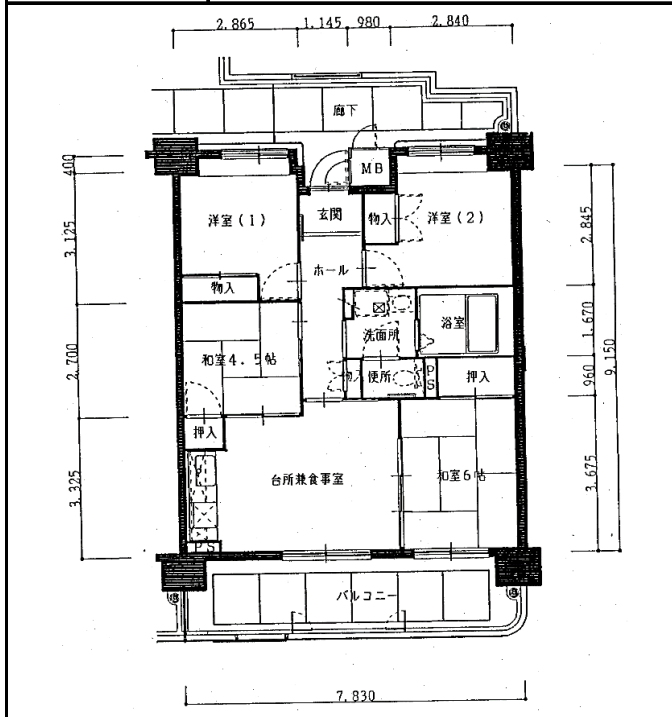 2.865 1.145 980 2.840
廊下
MB
400
3.125
2.700
3.325
洋室(1)
玄関
物入
洋室(2)
2.845
1.670
960
3.675
9.150
ホール
物入
洗面所
浴室
和室4.5帖
物入
便所
PS
押入
押入
台所兼食事室
和室6帖
PS
バルコニー
7.830